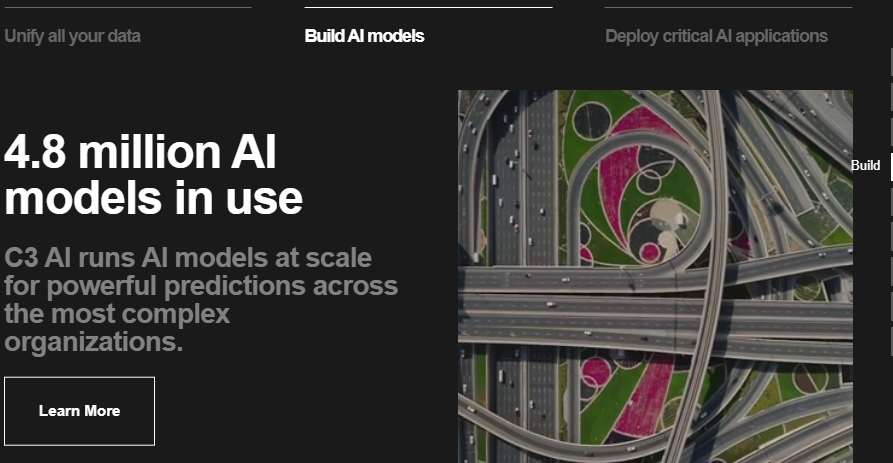 Unify all your data
Build AI models
Deploy critical AI applications
4.8 million AI
models in use
Build
C3 AI runs AI models at scale
for powerful predictions across
the most complex
organizations.
Learn More